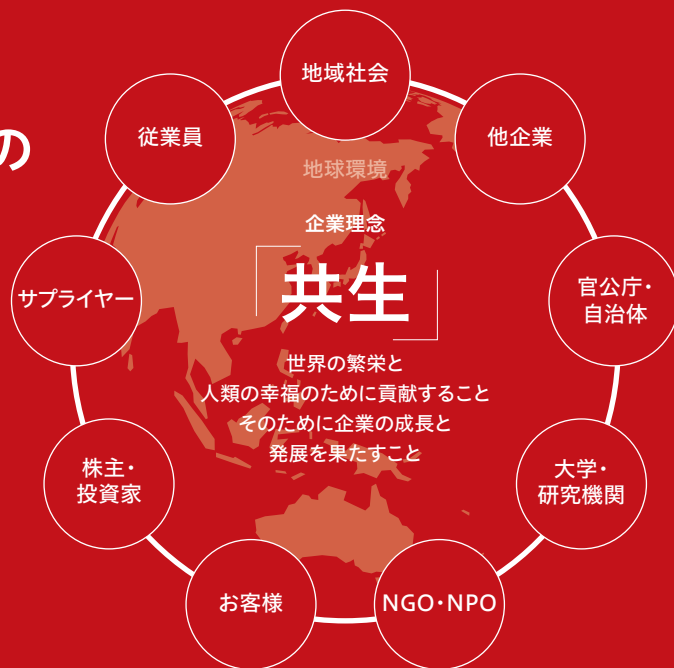 の
地域社会
従業員
他企業
地球環境
企業理念
サプライヤー
「共生」
官公庁・
自治体
世界の繁栄と
人類の幸福のために貢献すること
そのために企業の成長と
発展を果たすこと
株主・
投資家
大学・
研究機関
お客様
NGO・NPO